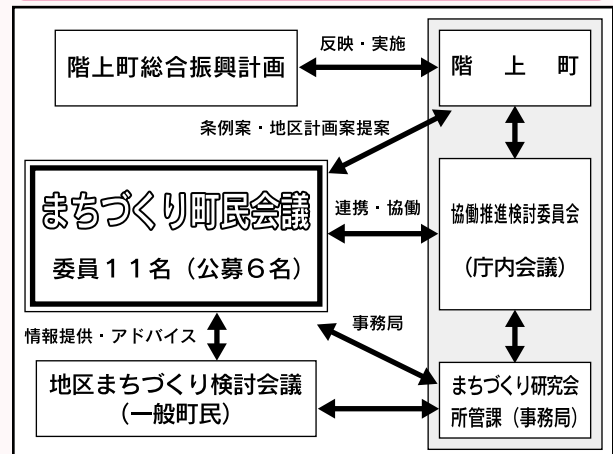 反映・実施
階上町総合振興計画
階上町
条例案・地区計画案提案
まちづくり町民会議
委員11名（公募6名）
連携・協働
協働推進検討委員会
（庁内会議）
情報提供・アドバイス
事務局
地区まちづくり検討会議
（一般町民）
まちづくり研究会
所管課（事務局）